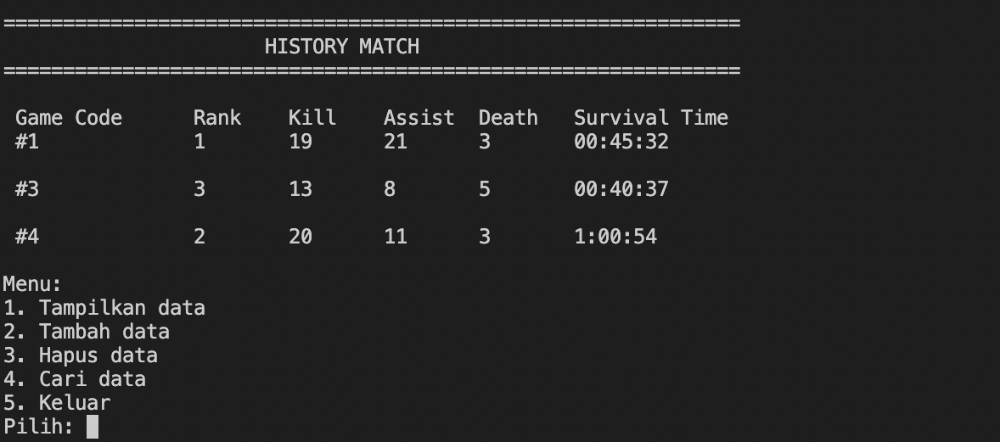 ==============================================================
HISTORY MATCH
==============================================================
Game Code Rank Kill Assist Death Survival Time
#1 1 19 21 3 00:45:32
#3 3 13 8 5 00:40:37
#4 2 20 11 3 1:00:54
Menu:
1. Tampilkan data
2. Tambah data
3. Hapus data
4. Cari data
5. Keluar
Pilih: